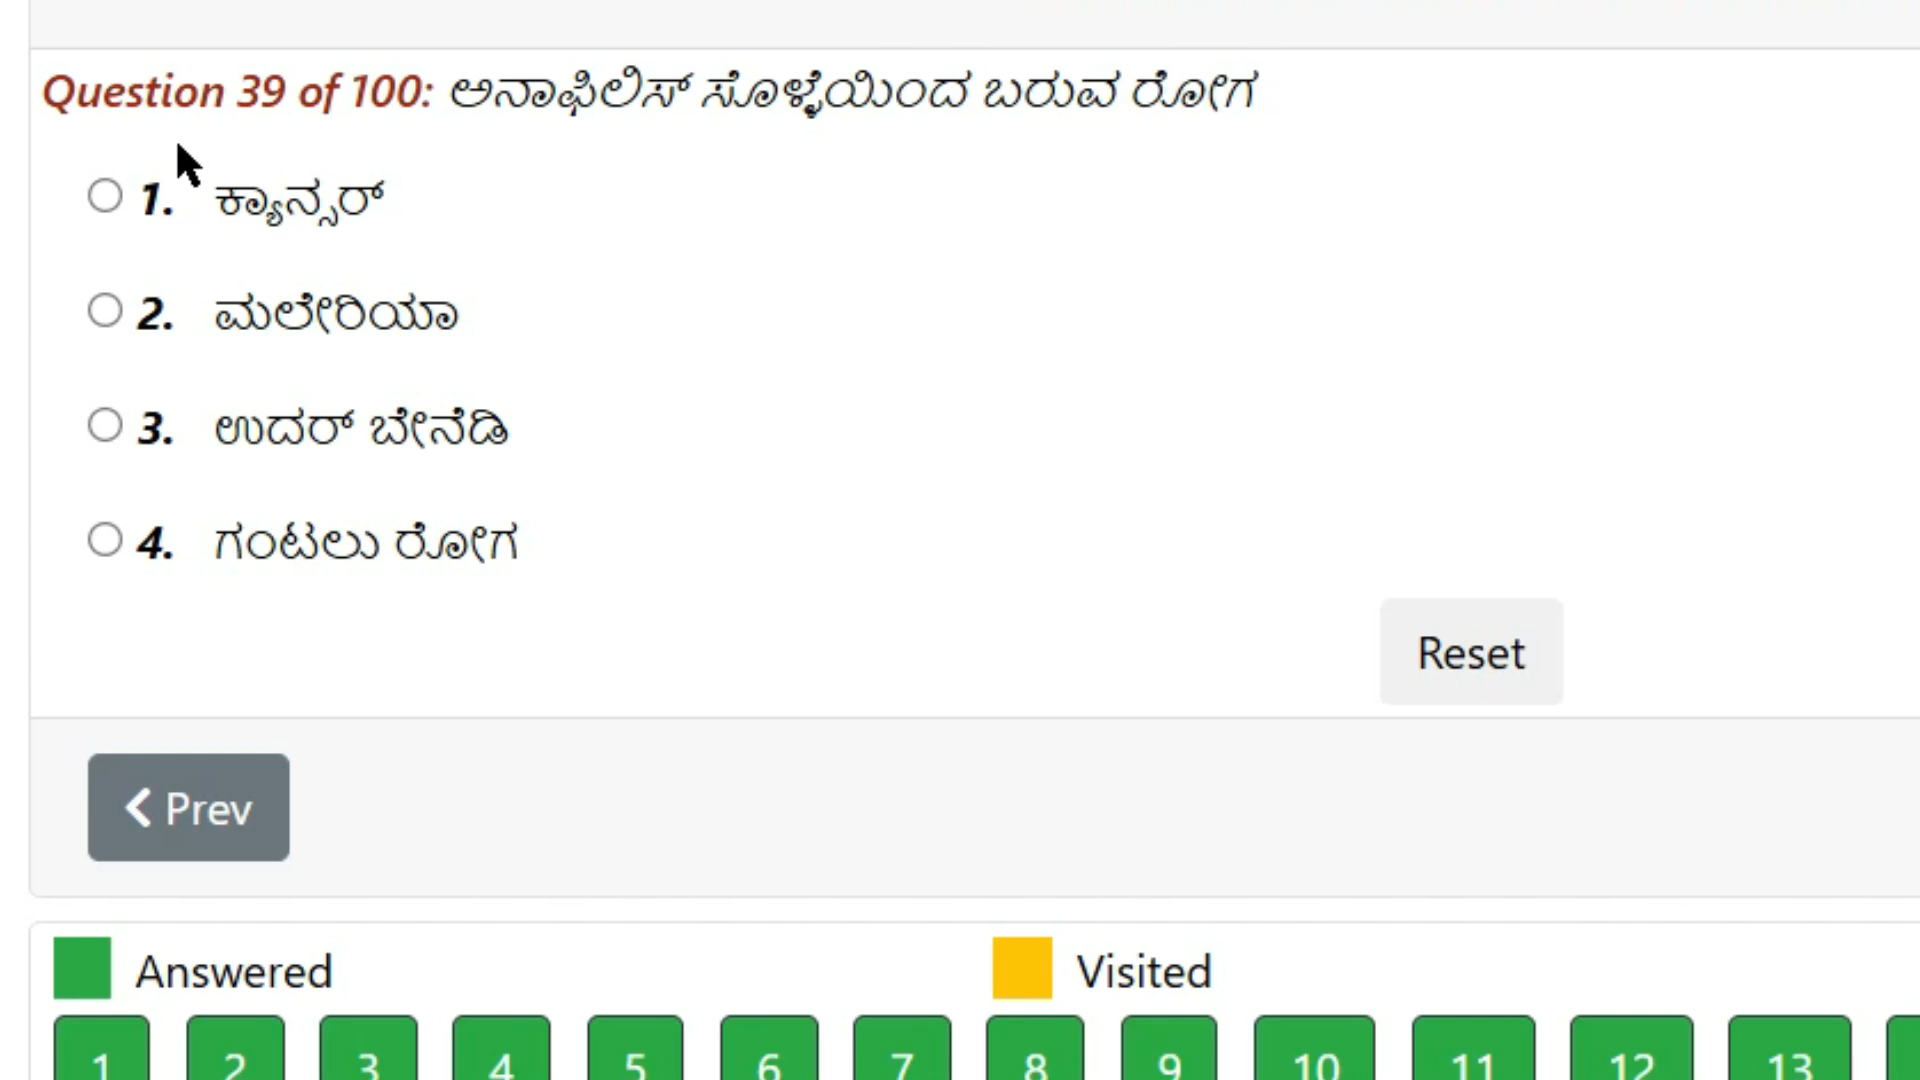 Question 39 of 100: ಅನಾಫಿಲಿಸ್ ಸೊಳ್ಳೆಯಿಂದ ಬರುವ ರೋಗ
1. ಕ್ಯಾನ್ಸರ್
2. ಮಲೇರಿಯಾ
3. ಉದರ್ ಬೇನೆಡಿ
4. ಗಂಟಲು ರೋಗ
Reset
Prev
Answered Visited
1 2 3 4 5 6 7 8 9 10 11 12 13